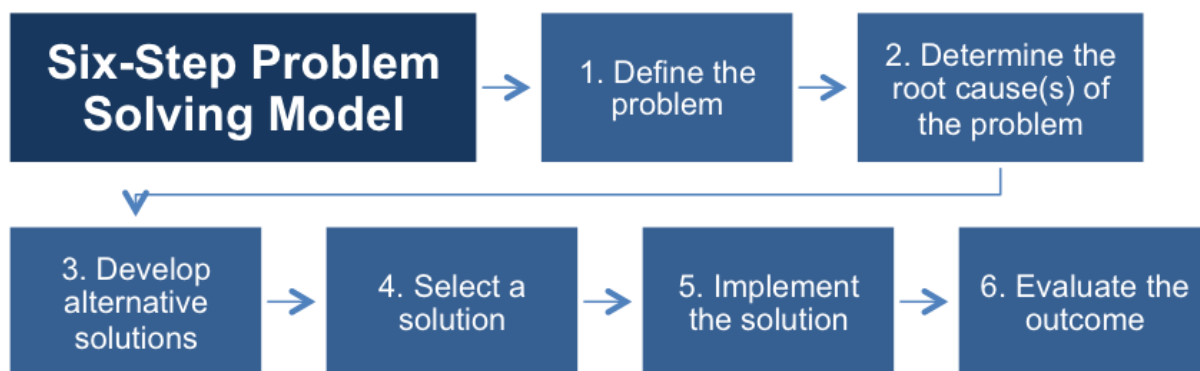 Six-Step Problem
Solving Model
1. Define the
problem
2. Determine the
root cause(s) of
the problem
3. Develop
alternative
solutions
4. Select a
solution
5. Implement
the solution
6. Evaluate the
outcome